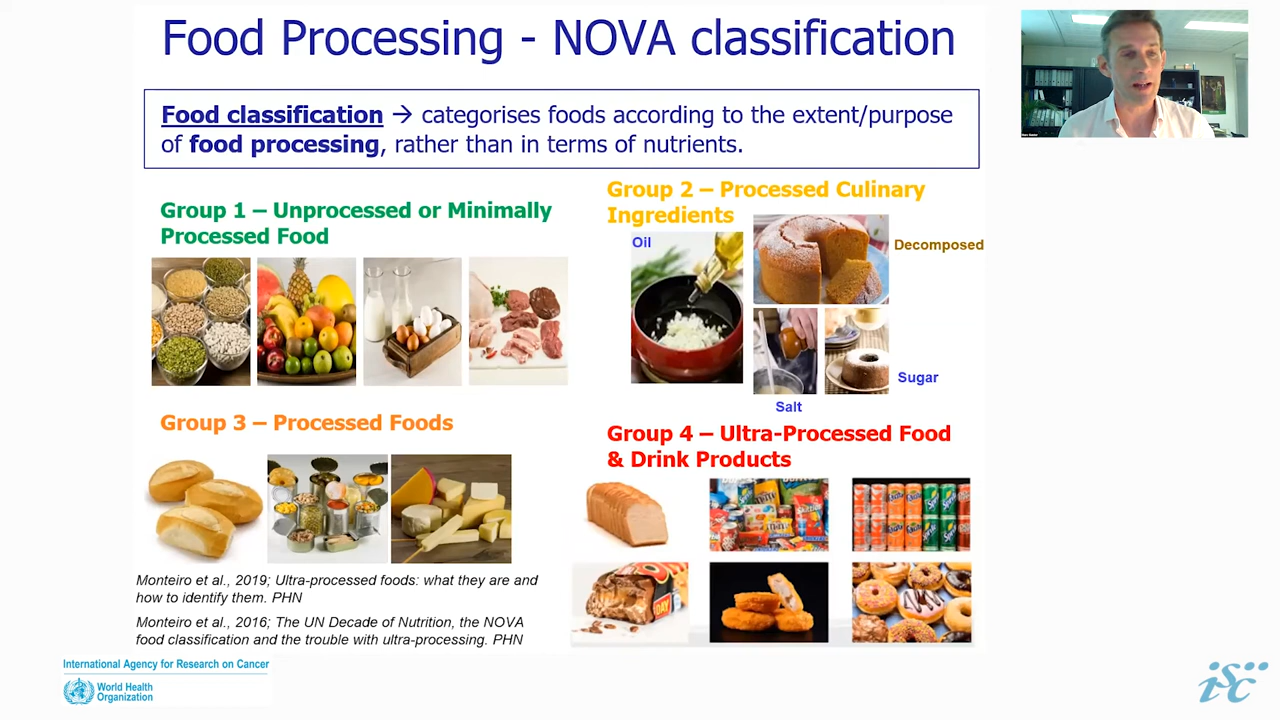 Food Processing - NOVA classification
Food classification → categorises foods according to the extent/purpose
of food processing, rather than in terms of nutrients.
Group 1 – Unprocessed or Minimally
Processed Food
Group 2 – Processed Culinary
Ingredients
Oil
Decomposed
Sugar
Salt
Group 3 – Processed Foods
Group 4 – Ultra-Processed Food
& Drink Products
Skittles
DAY
Monteiro et al., 2019; Ultra-processed foods: what they are and
how to identify them. PHN
Monteiro et al., 2016; The UN Decade of Nutrition, the NOVA
food classification and the trouble with ultra-processing. PHN
International Agency for Research on Cancer
World Health
Organization
isc